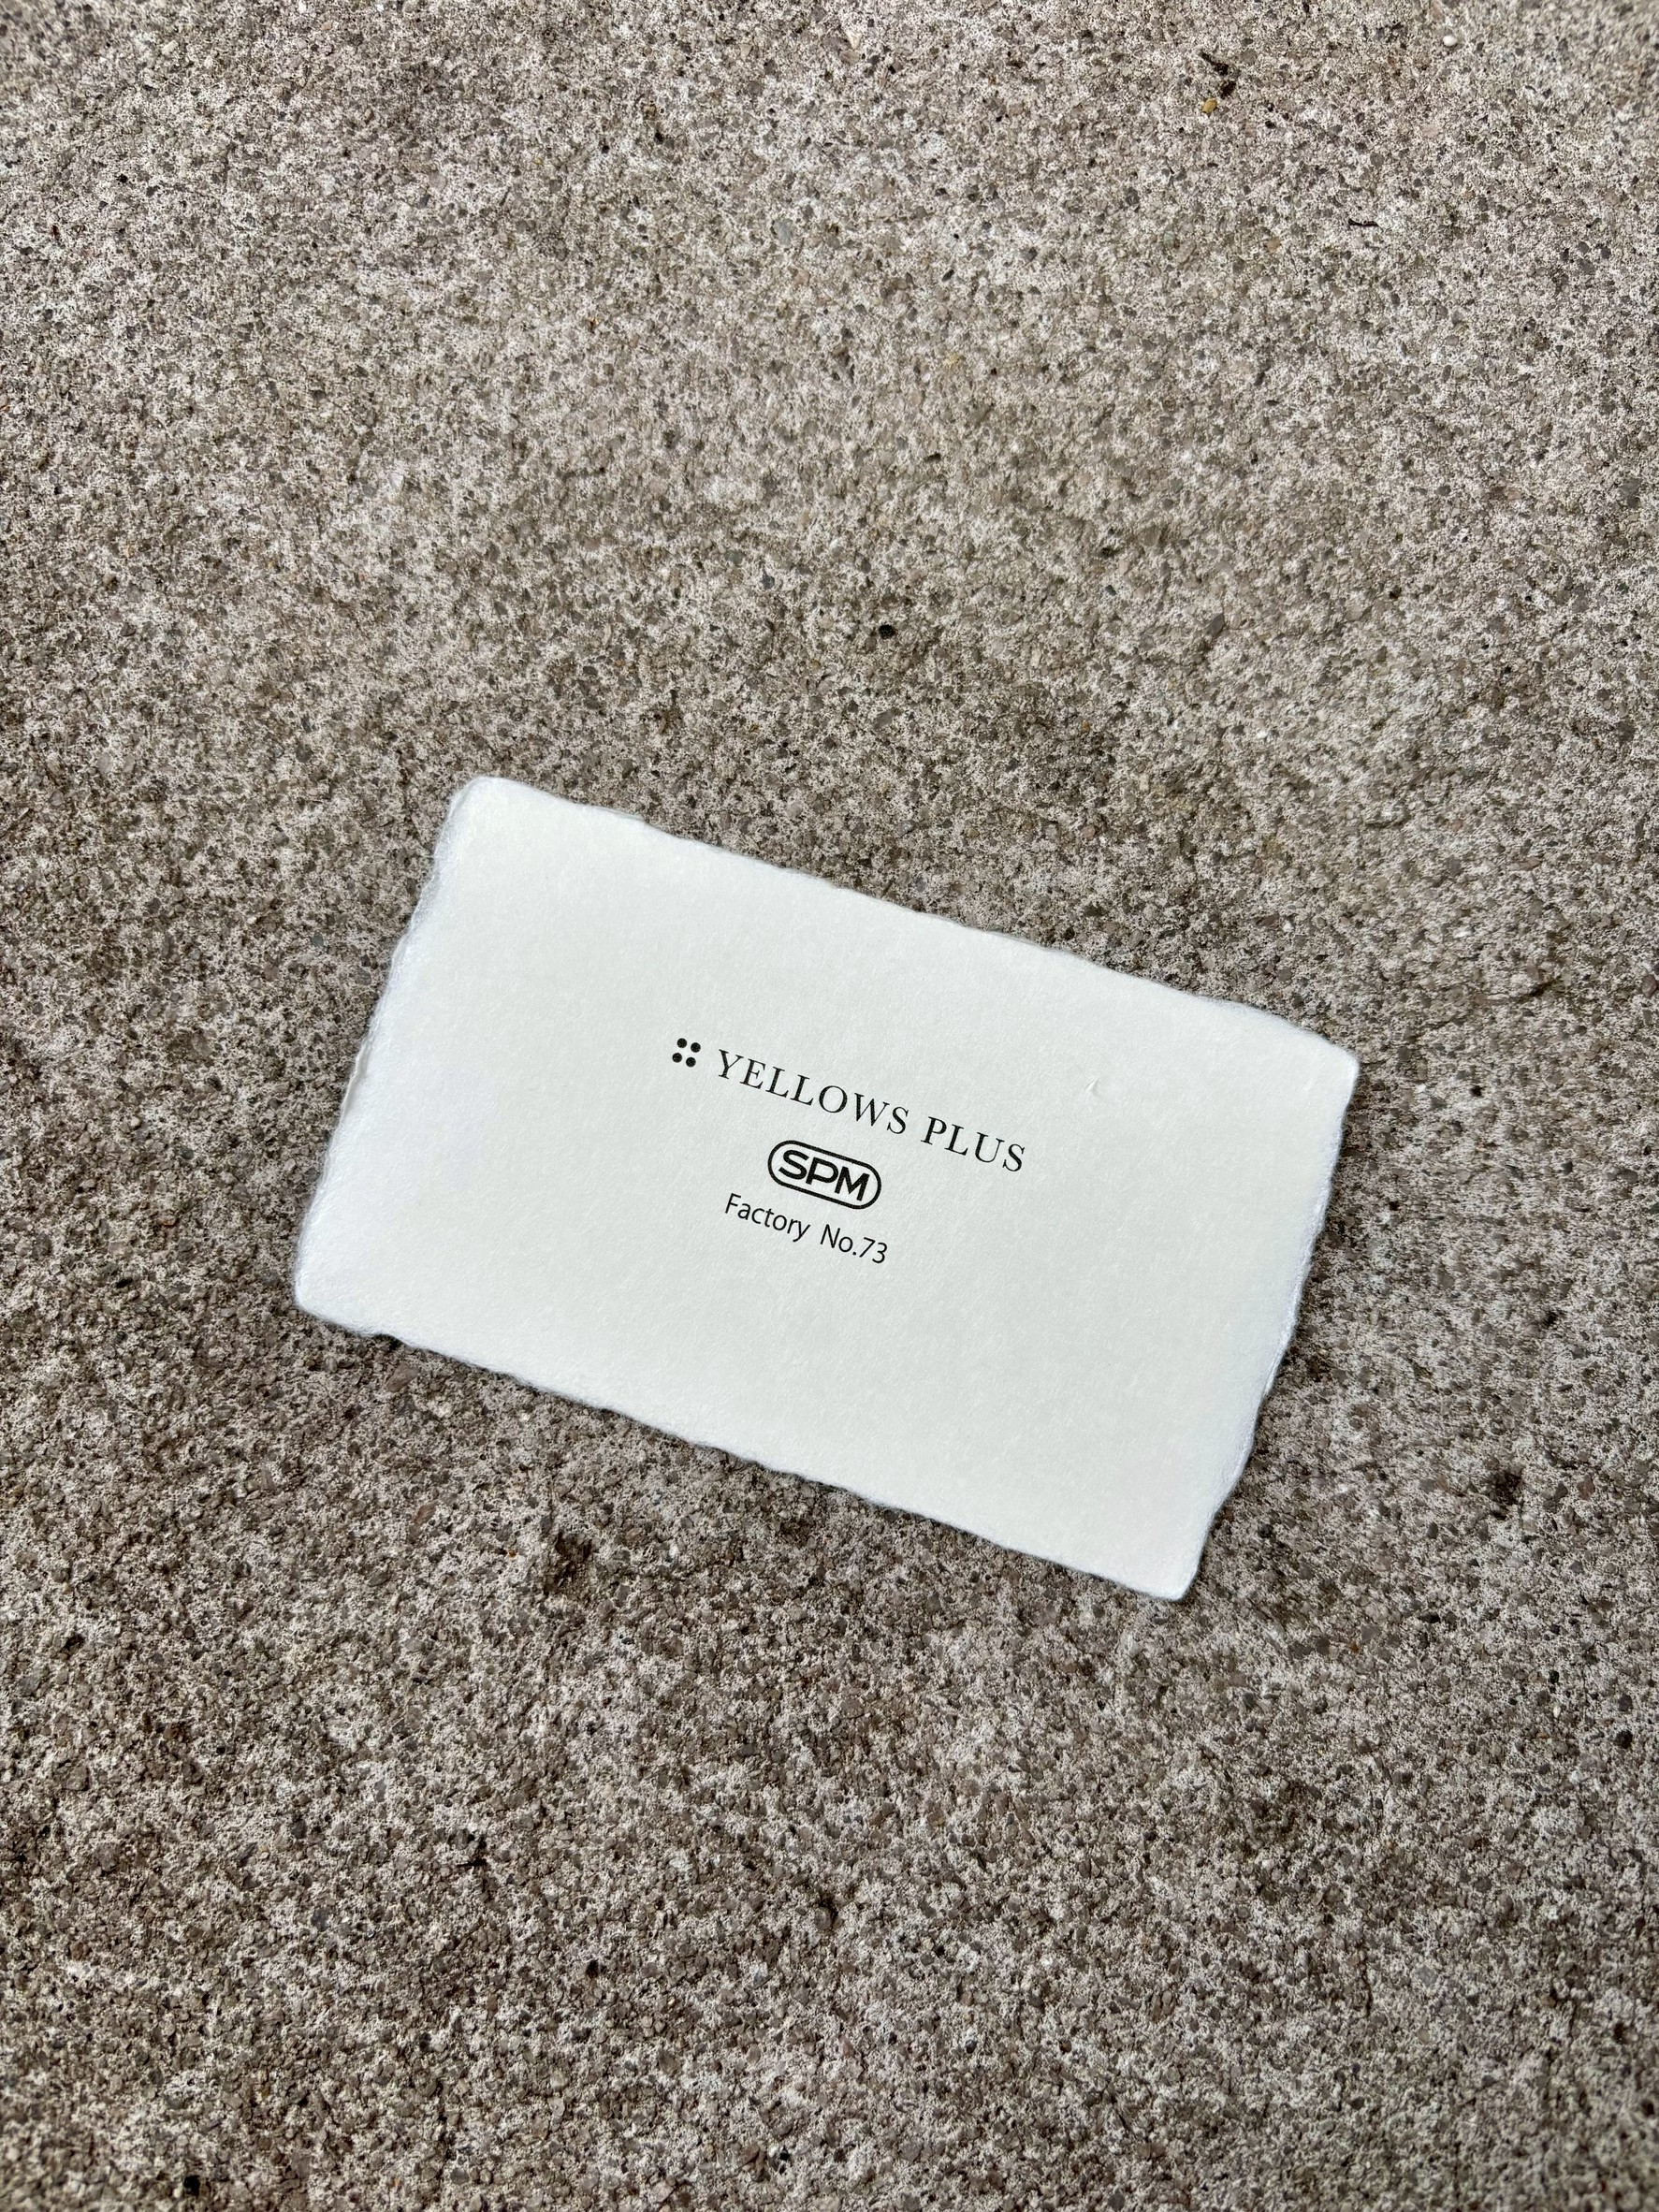 YELLOWS PLUS
SPM
Factory No.73